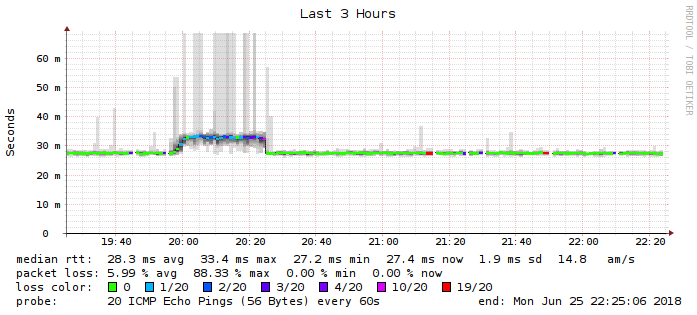 Last 3 Hours
RRDTOOL / TOBI OETIKER
Seconds
60 m
50 m
40 m
30 m
20 m
10 m
0
19:40 20:00 20:20 20:40 21:00 21:20 21:40 22:00 22:20
median rtt: 28.3 ms avg 33.4 ms max 27.2 ms min 27.4 ms now 1.9 ms sd 14.8 am/s
packet loss: 5.99 % avg 88.33 % max 0.00 % min 0.00 % now
loss color: 0 1/20 2/20 3/20 4/20 10/20 19/20
probe: 20 ICMP Echo Pings (56 Bytes) every 60s end: Mon Jun 25 22:25:06 2018